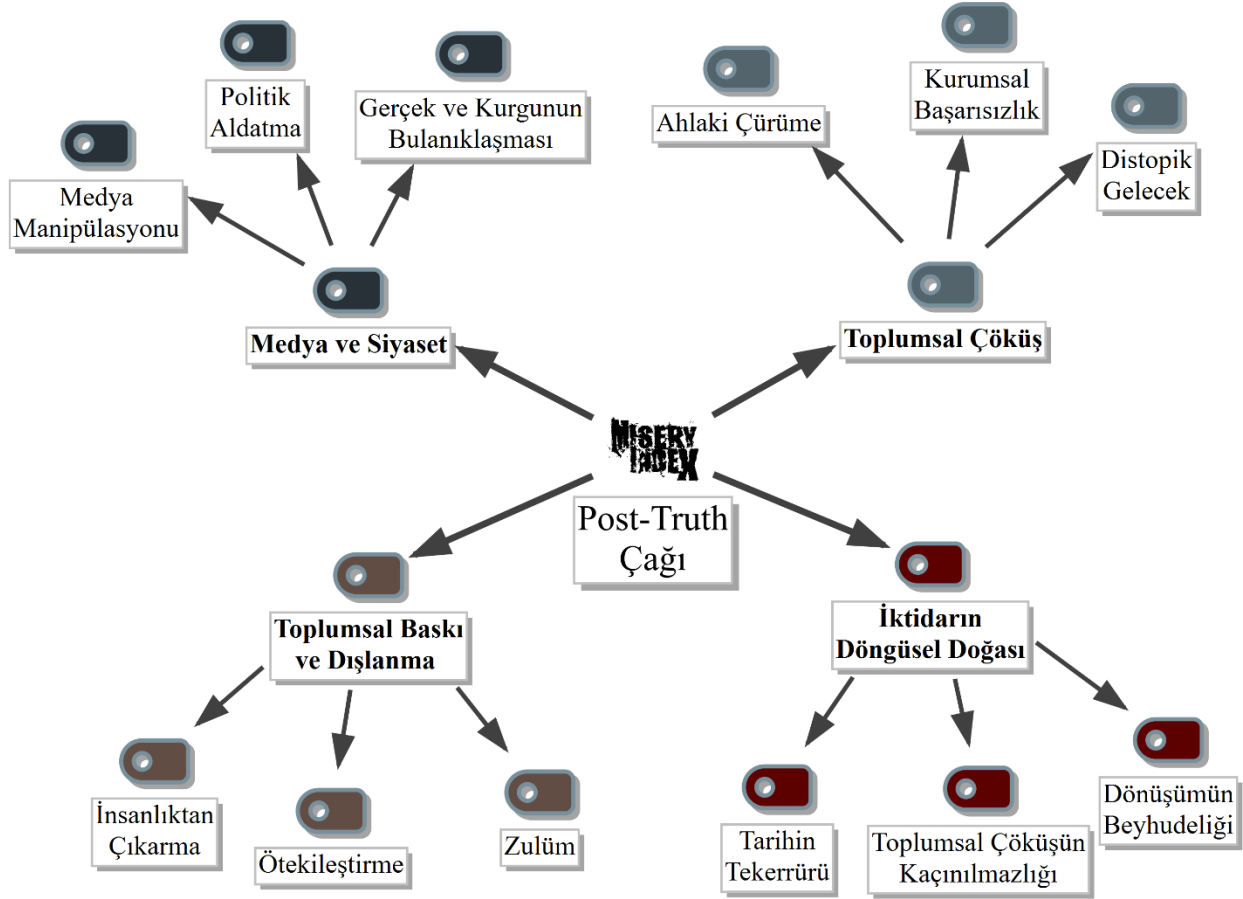 Politik
Aldatma
Gerçek ve Kurgunun
Bulanıklaşması
Medya
Manipülasyonu
Medya ve Siyaset
Kurumsal
Başarısızlık
Ahlaki Çürüme
Distopik
Gelecek
Toplumsal Çöküş
MISERY
INDEX
Post-Truth
Çağı
Toplumsal Baskı
ve Dışlanma
İnsanlıktan
Çıkarma
Ötekileştirme
Zulüm
İktidarın
Döngüsel Doğası
Tarihin
Tekerrürü
Toplumsal Çöküşün
Kaçınılmazlığı
Dönüşümün
Beyhudeliği